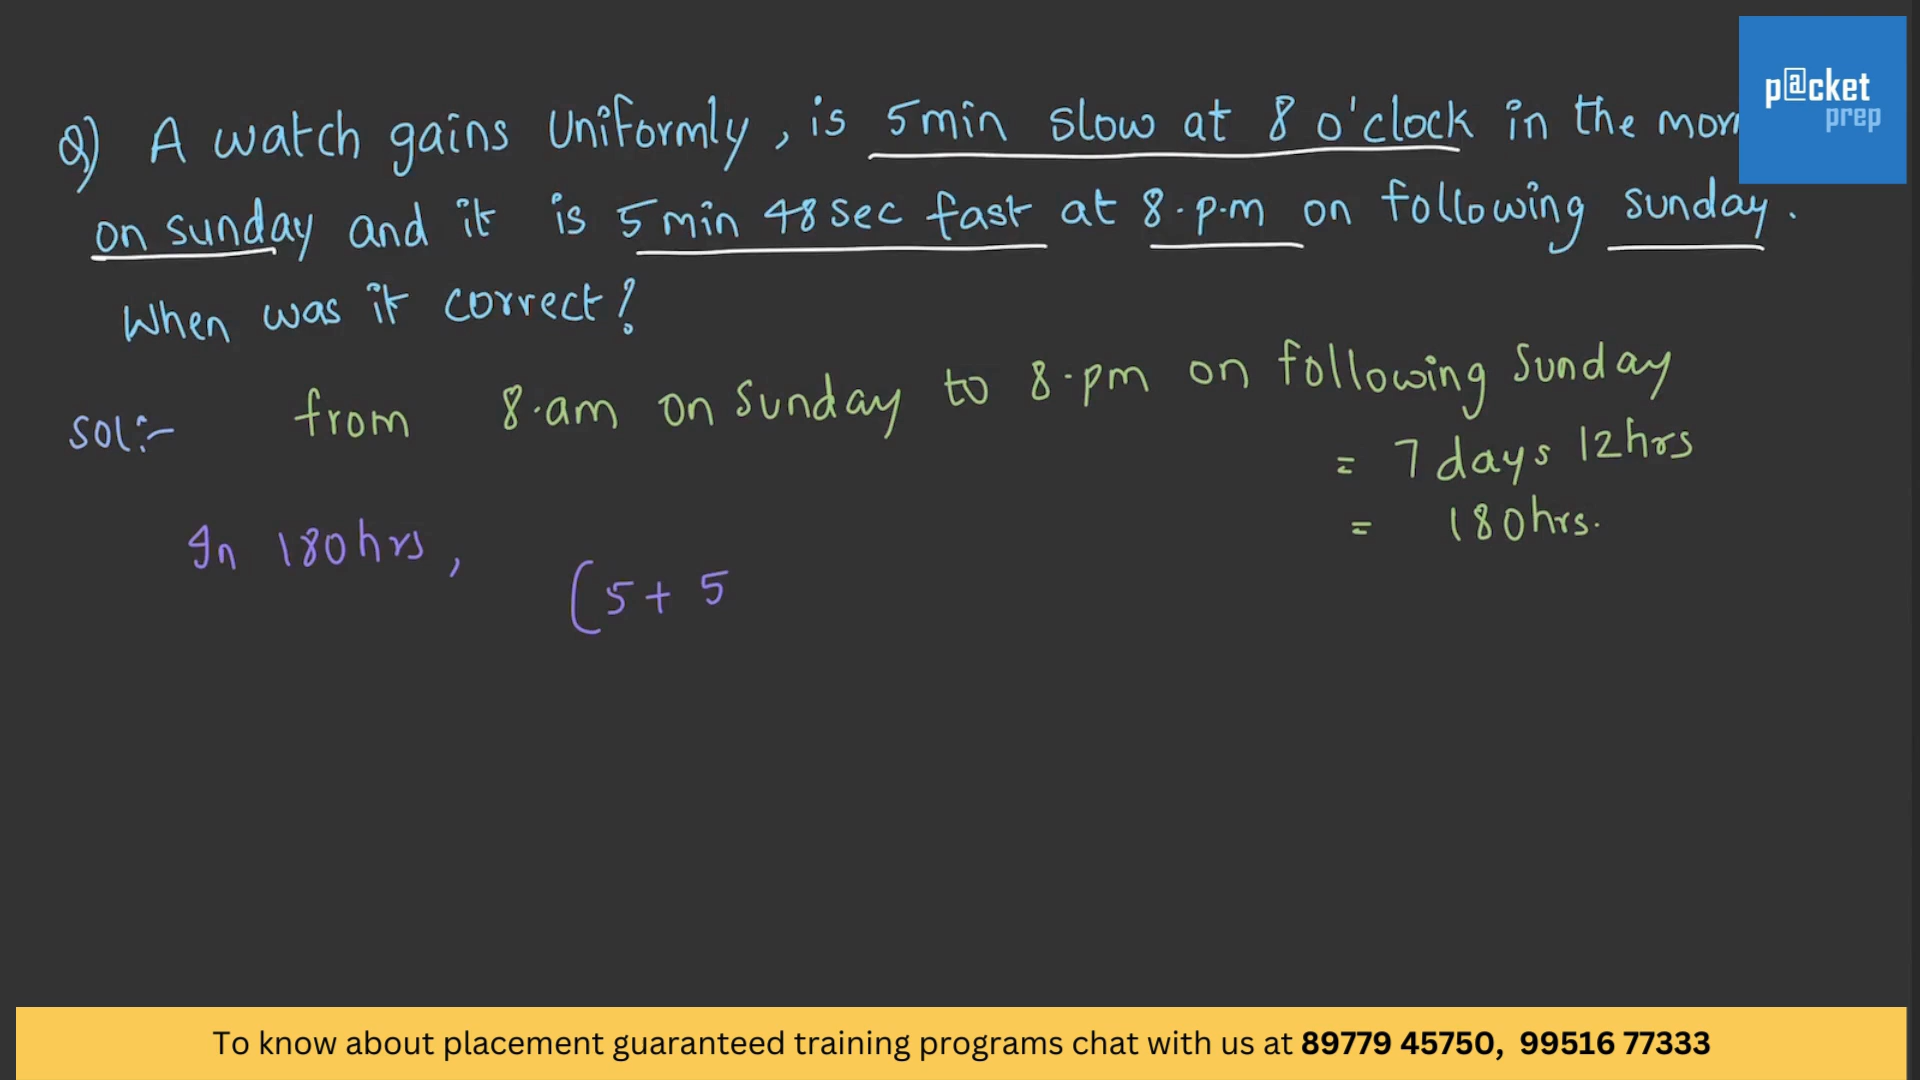 Q) A watch gains Uniformly, is 5min slow at 8 o'clock in the
on sunday and it is 5min 48sec fast at 8.p.m on following sunday.
When was it correct?
Sol:- from 8.am on Sunday to 8.pm on following Sunday
= 7days 12hrs
= 180hrs.
In 180hrs, (5+ 5
p@cket
prep
To know about placement guaranteed training programs chat with us at 89779 45750, 99516 77333